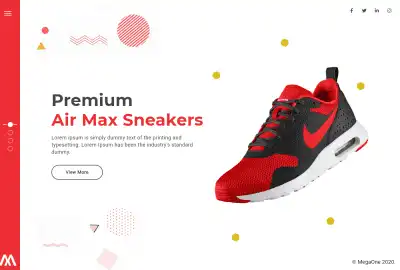 Premium
Air Max Sneakers
Lorem ipsum is simply dummy text of the printing and
typesetting. Lorem Ipsum has been the industry's standard
dummy.
View More
© MegaOne 2020